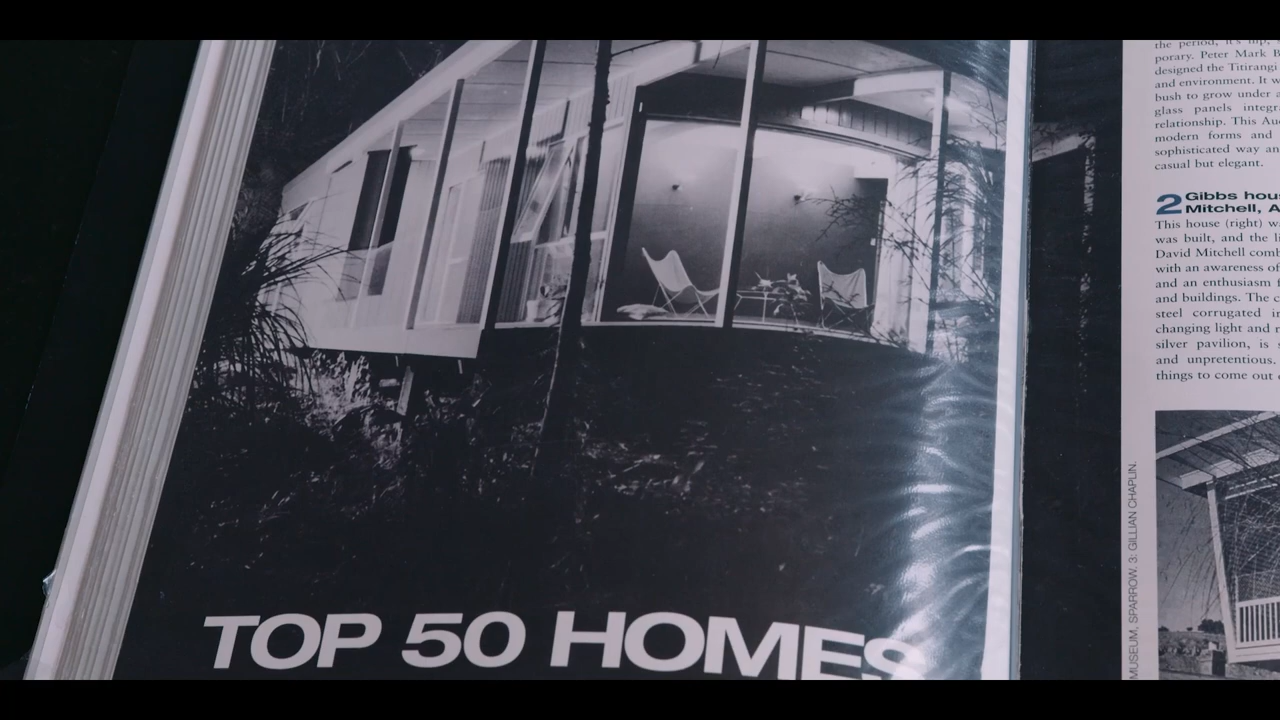 TOP 50 HOMES
the period, it's hip,
porary. Peter Mark B
designed the Titirangi
and environment. It w
bush to grow under a
glass panels integr
relationship. This Au
modern forms and
sophisticated way an
casual but elegant.
2 Gibbs hou
Mitchell, A
This house (right) wa
was built, and the li
David Mitchell comb
with an awareness of
and an enthusiasm f
and buildings. The c
steel corrugated in
changing light and r
silver pavilion, is s
and unpretentious.
things to come out o
MUSEUM, SPARROW. 3: GILLIAN CHAPLIN.